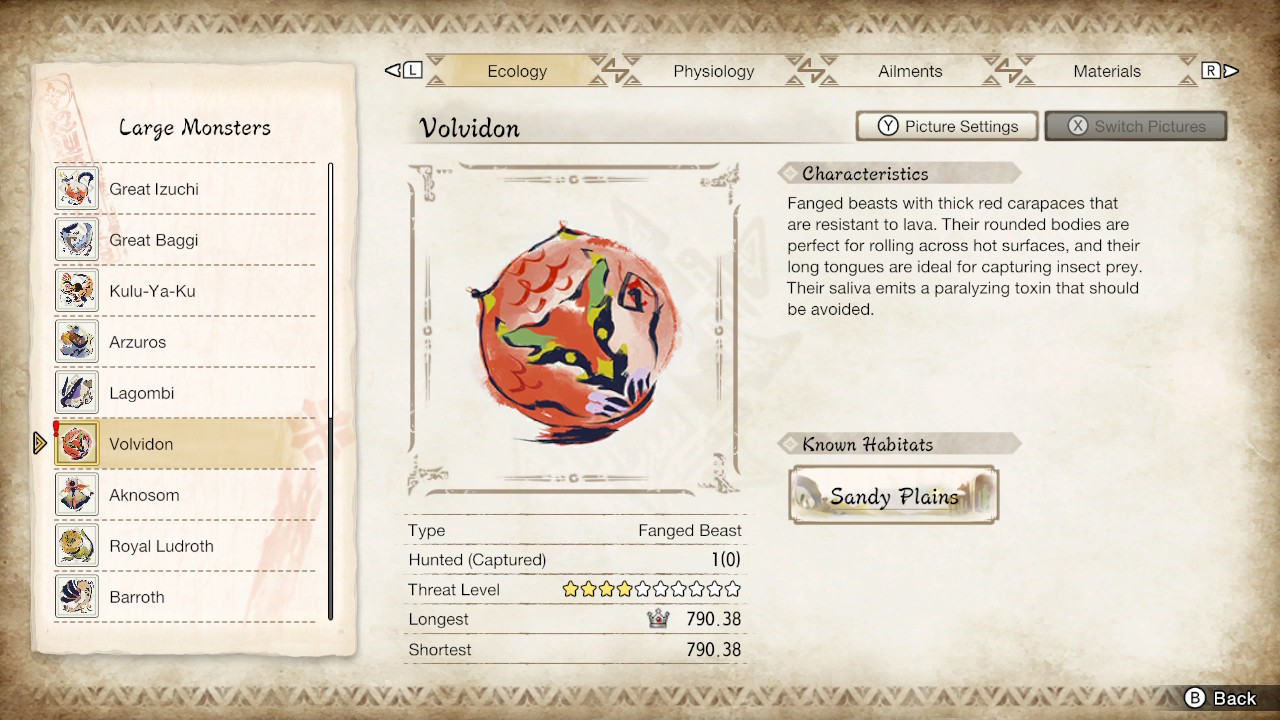 L
Ecology
Physiology
Ailments
Materials
R
Large Monsters
Great Izuchi
Great Baggi
Kulu-Ya-Ku
Arzuros
Lagombi
Volvidon
Aknosom
Royal Ludroth
Barroth
Volvidon
Y Picture Settings
X Switch Pictures
Type Fanged Beast
Hunted (Captured) 1(0)
Threat Level
Longest 790.38
Shortest 790.38
Characteristics
Fanged beasts with thick red carapaces that
are resistant to lava. Their rounded bodies are
perfect for rolling across hot surfaces, and their
long tongues are ideal for capturing insect prey.
Their saliva emits a paralyzing toxin that should
be avoided.
Known Habitats
Sandy Plains
B Back